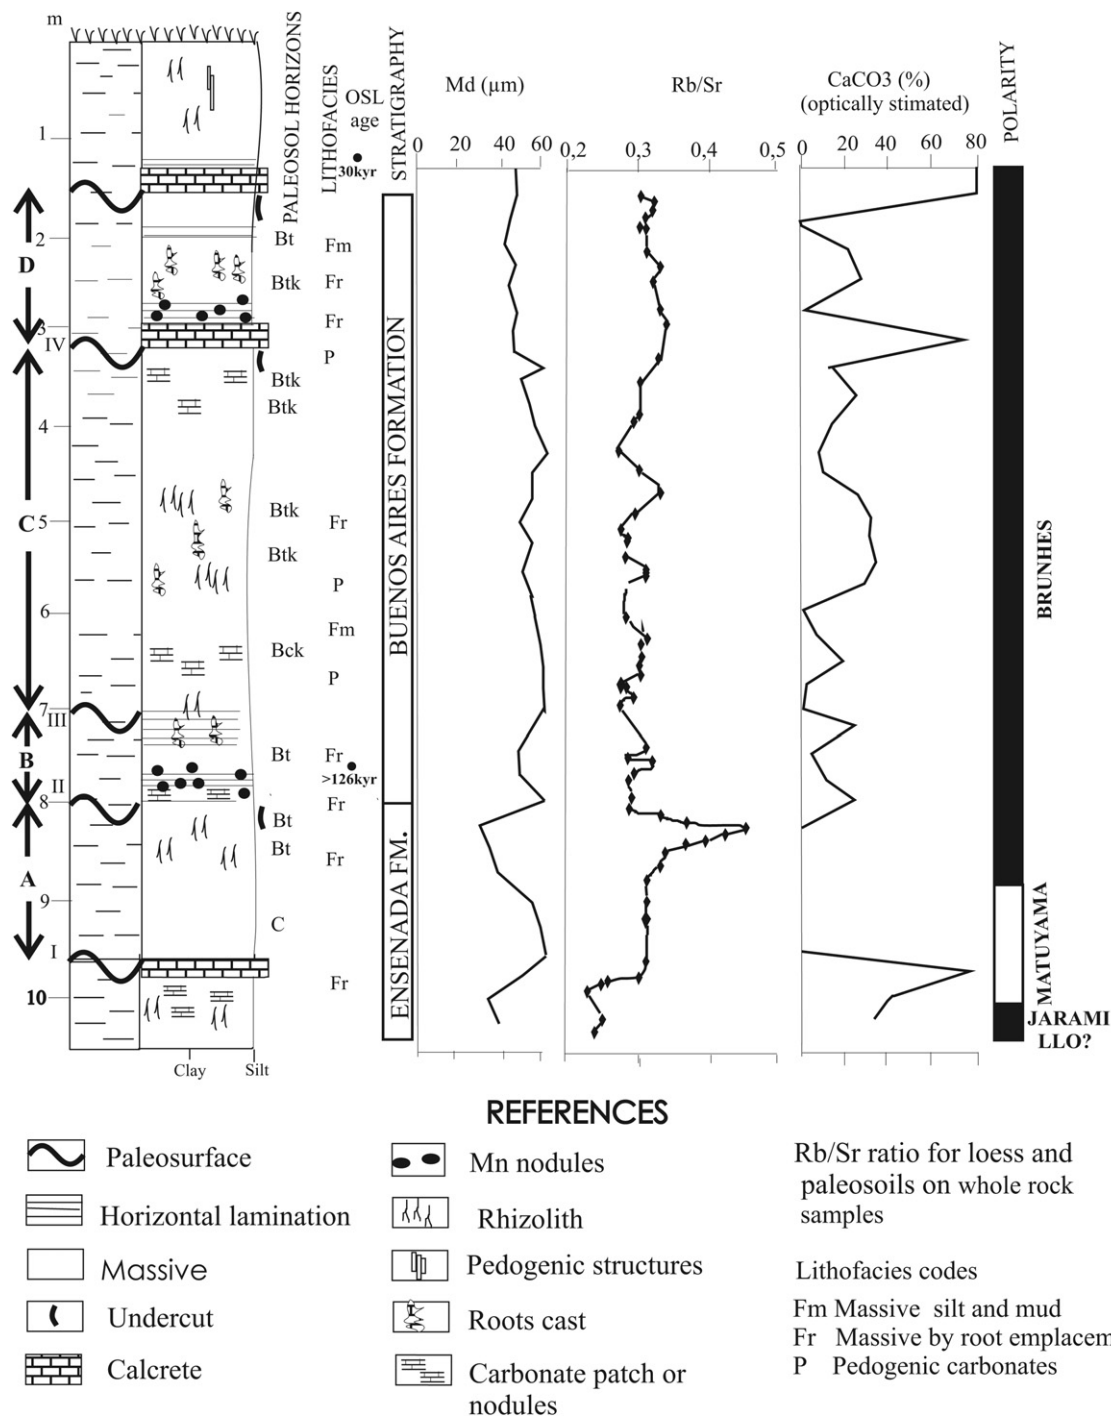 m
PALEOSOL HORIZONS
LITHOFACIES
OSL
age
STRATIGRAPHY
Md (µm)
Rb/Sr
CaCO3 (%)
(optically stimated)
POLARITY
0 20 40 60
0,2 0,3 0,4 0,5
0 20 40 60 80
1
30kyr
2
Bt
Fm
D
Btk
Fr
3
Fr
IV
P
Btk
Btk
4
BUENOS AIRES FORMATION
C
5
Btk
Fr
Btk
P
BRUNHES
6
Fm
Bck
P
7
III
B
Bt
Fr
>126kyr
II
8
Fr
Bt
Bt
Fr
A
9
C
ENSENADA FM.
MATUYAMA
I
Fr
10
JARAMI
LLO?
Clay
Silt
REFERENCES
Paleosurface
Horizontal lamination
Massive
Undercut
Calcrete
Mn nodules
Rhizolith
Pedogenic structures
Roots cast
Carbonate patch or
nodules
Rb/Sr ratio for loess and
paleosoils on whole rock
samples
Lithofacies codes
Fm Massive silt and mud
Fr Massive by root emplacem
P Pedogenic carbonates